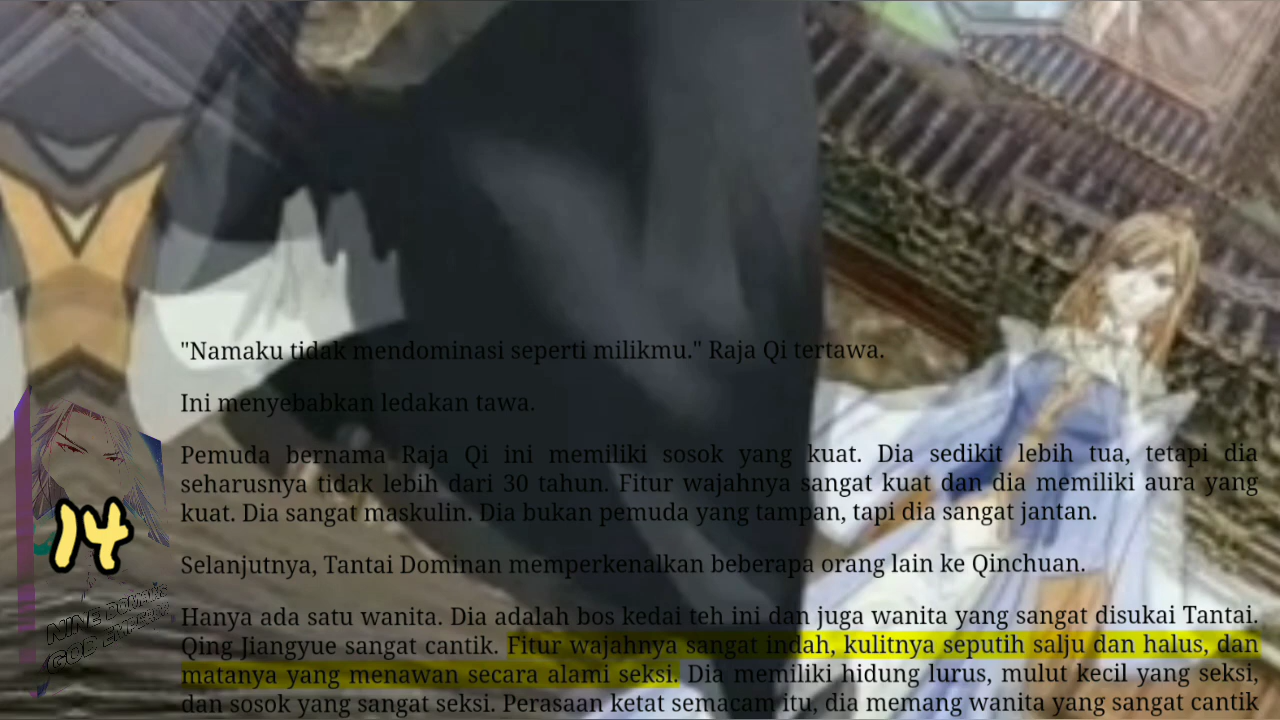 "Namaku tidak mendominasi seperti milikmu." Raja Qi tertawa.
Ini menyebabkan ledakan tawa.
Pemuda bernama Raja Qi ini memiliki sosok yang kuat. Dia sedikit lebih tua, tetapi dia
seharusnya tidak lebih dari 30 tahun. Fitur wajahnya sangat kuat dan dia memiliki aura yang
kuat. Dia sangat maskulin. Dia bukan pemuda yang tampan, tapi dia sangat jantan.
Selanjutnya, Tantai Dominan memperkenalkan beberapa orang lain ke Qinchuan.
Hanya ada satu wanita. Dia adalah bos kedai teh ini dan juga wanita yang sangat disukai Tantai.
Qing Jiangyue sangat cantik. Fitur wajahnya sangat indah, kulitnya seputih salju dan halus, dan
matanya yang menawan secara alami seksi. Dia memiliki hidung lurus, mulut kecil yang seksi,
dan sosok yang sangat seksi. Perasaan ketat semacam itu, dia memang wanita yang sangat cantik
14
NINE DOMAINS
GOD EMPEROR